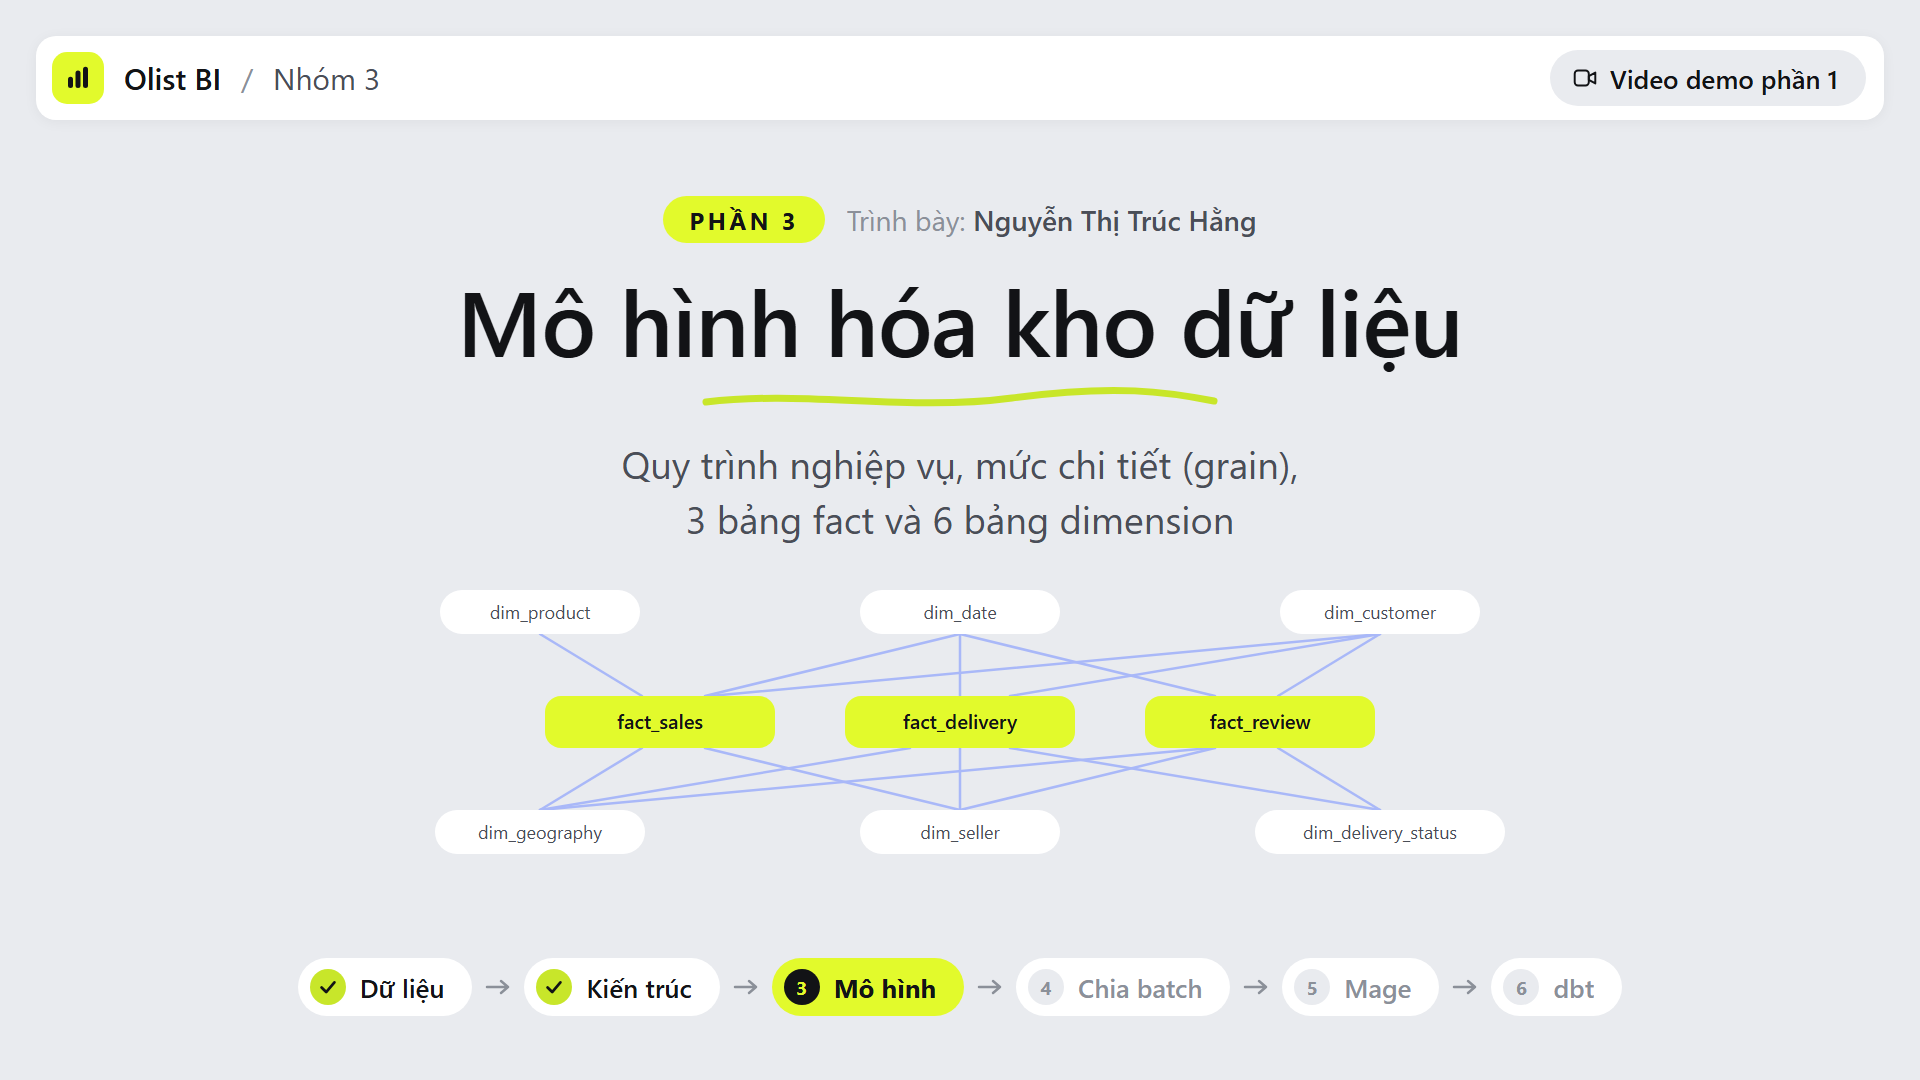 Olist BI / Nhóm 3
Video demo phần 1
PHẦN 3
Trình bày: Nguyễn Thị Trúc Hằng
Mô hình hóa kho dữ liệu
Quy trình nghiệp vụ, mức chi tiết (grain),
3 bảng fact và 6 bảng dimension
dim_product
dim_date
dim_customer
fact_sales
fact_delivery
fact_review
dim_geography
dim_seller
dim_delivery_status
Dữ liệu
Kiến trúc
3 Mô hình
4 Chia batch
5 Mage
6 dbt